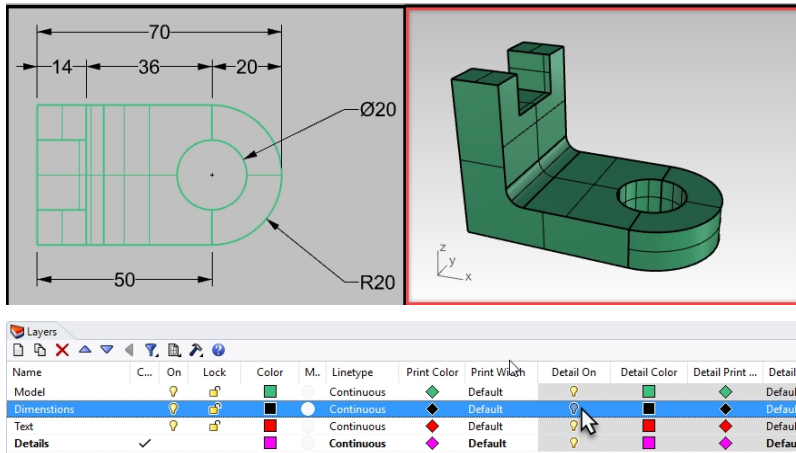 70
14 36 20
Ø20
50
R20
z
y
x
Layers
Name C... On Lock Color M.. Linetype Print Color Print Width Detail On Detail Color Detail Print ... Detail
Model Continuous Default Defaul
Dimenstions Continuous Default Defaul
Text Continuous Default Defaul
Details Continuous Default Defau